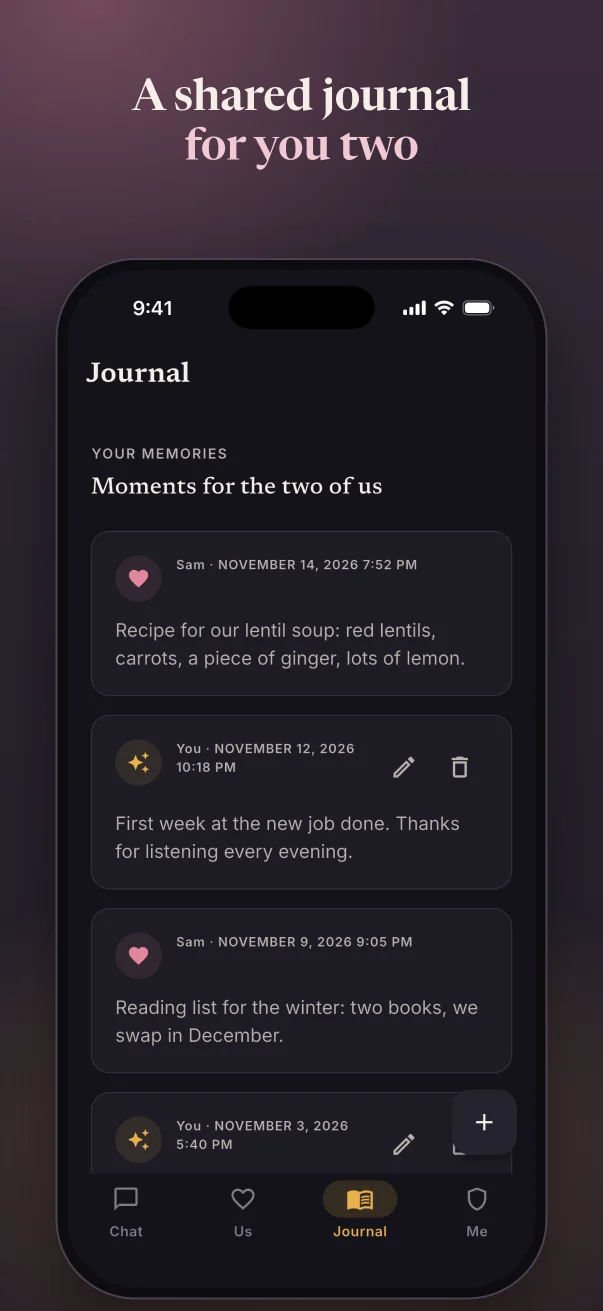 A shared journal
for you two
9:41
Journal
YOUR MEMORIES
Moments for the two of us
Sam · NOVEMBER 14, 2026 7:52 PM
Recipe for our lentil soup: red lentils,
carrots, a piece of ginger, lots of lemon.
You · NOVEMBER 12, 2026
10:18 PM
First week at the new job done. Thanks
for listening every evening.
Sam · NOVEMBER 9, 2026 9:05 PM
Reading list for the winter: two books, we
swap in December.
You · NOVEMBER 3, 2026
5:40 PM
Chat
Us
Journal
Me